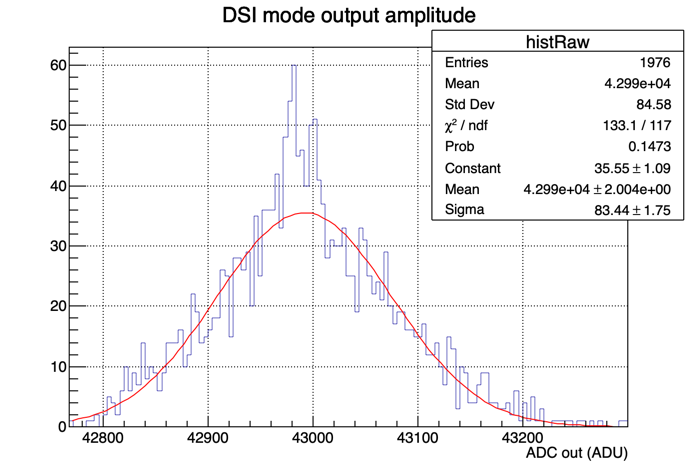 DSI mode output amplitude
histRaw
Entries 1976
Mean 4.299e+04
Std Dev 84.58
χ² / ndf 133.1 / 117
Prob 0.1473
Constant 35.55 ± 1.09
Mean 4.299e+04 ± 2.004e+00
Sigma 83.44 ± 1.75
60
50
40
30
20
10
0
42800 42900 43000 43100 43200
ADC out (ADU)